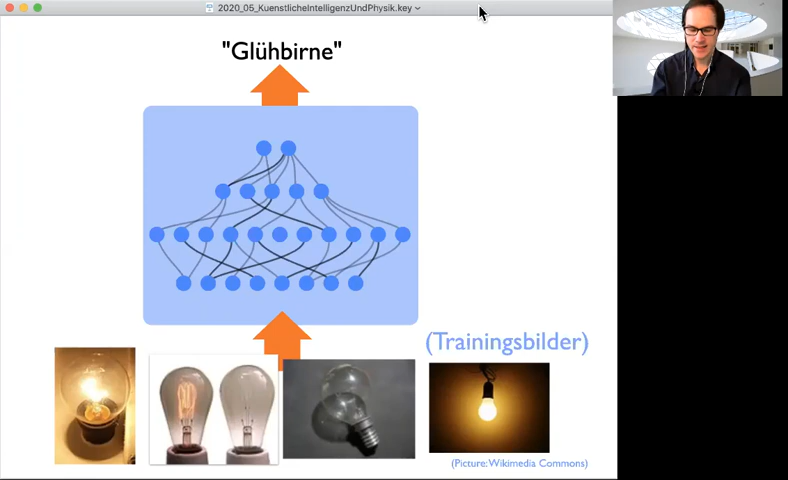 2020_05_KuenstlicheIntelligenzUndPhysik.key
"Glühbirne"
(Trainingsbilder)
(Picture: Wikimedia Commons)